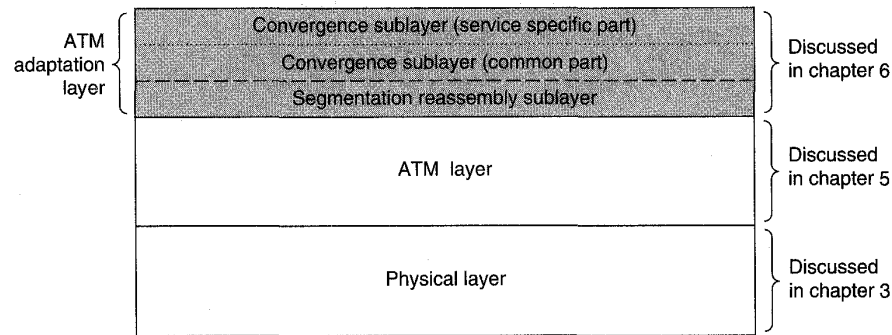 Convergence sublayer (service specific part)
ATM
adaptation
layer
Convergence sublayer (common part)
Segmentation reassembly sublayer
Discussed
in chapter 6
ATM layer
Discussed
in chapter 5
Physical layer
Discussed
in chapter 3